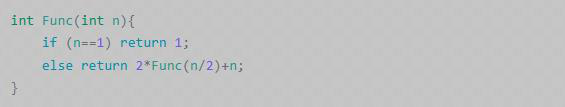 int Func(int n){
    if (n==1) return 1;
    else return 2*Func(n/2)+n;
}